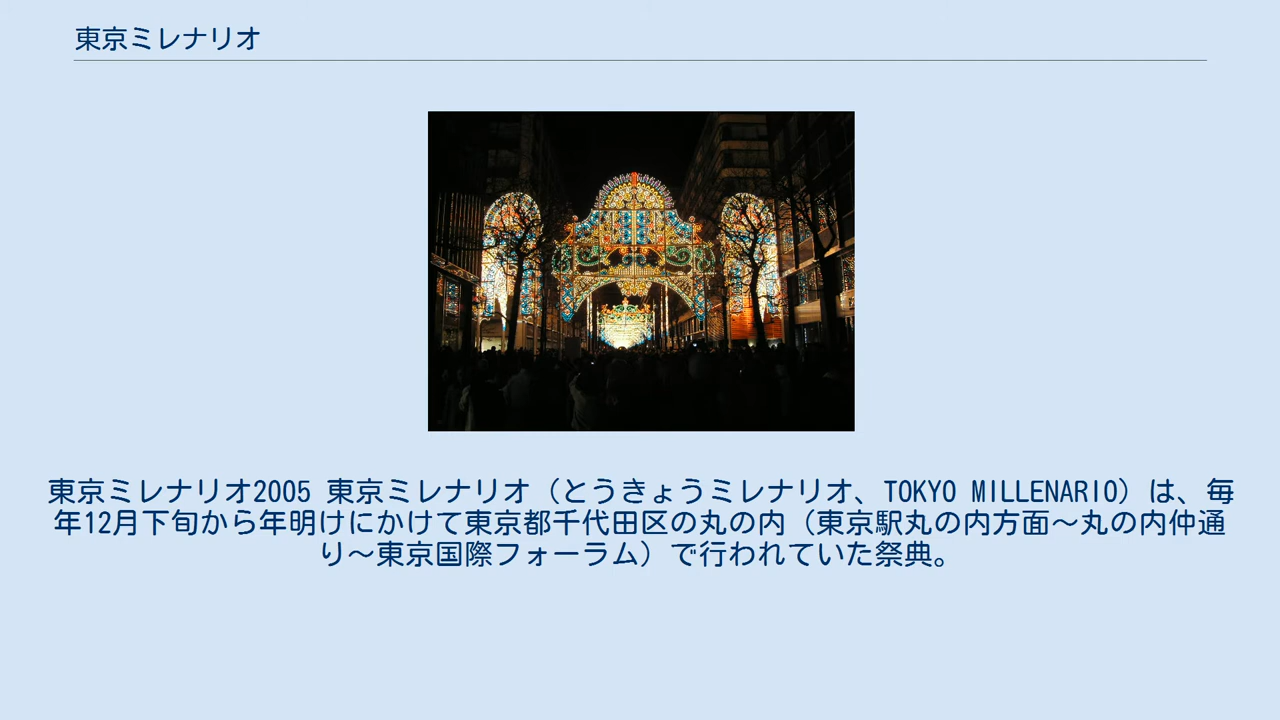 東京ミレナリオ
東京ミレナリオ2005 東京ミレナリオ（とうきょうミレナリオ、TOKYO MILLENARIO）は、毎
年12月下旬から年明けにかけて東京都千代田区の丸の内（東京駅丸の内方面～丸の内仲通
り～東京国際フォーラム）で行われていた祭典。